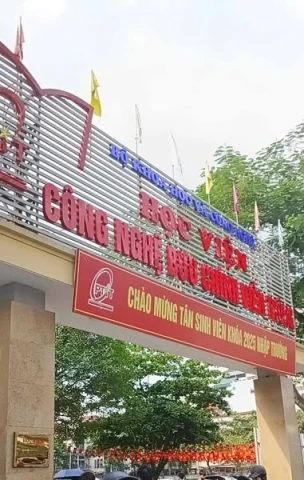 BỘ KHOA HỌC VÀ CÔNG NGHỆ
HỌC VIỆN
CÔNG NGHỆ BƯU CHÍNH VIỄN THÔNG
PTIT
CHÀO MỪNG TÂN SINH VIÊN KHÓA 2025 NHẬP TRƯỜNG